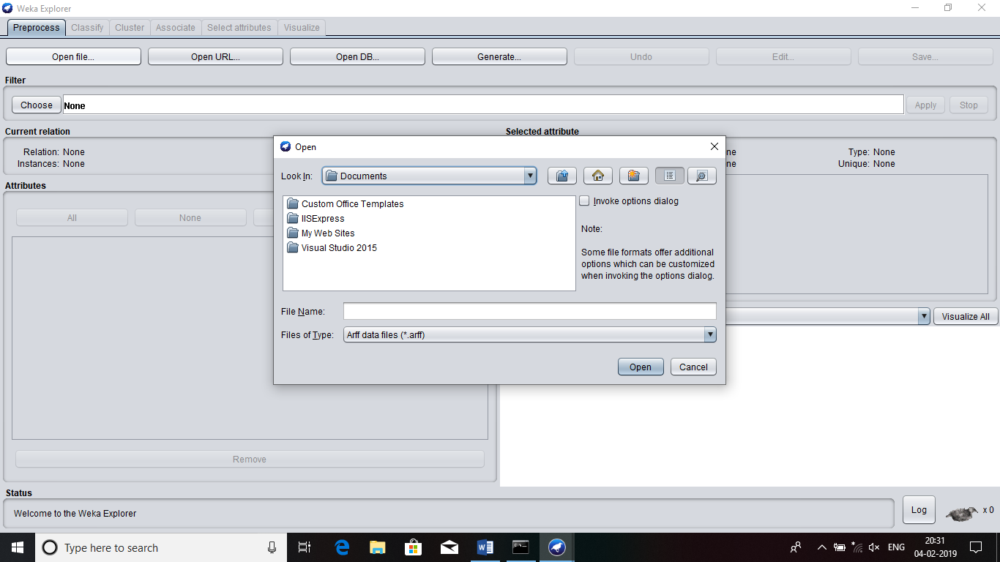 Weka Explorer
Preprocess Classify Cluster Associate Select attributes Visualize
Open file... Open URL... Open DB... Generate... Undo Edit... Save...
Filter
Choose None Apply Stop
Current relation Selected attribute
Relation: None
Instances: None
ne Type: None
ne Unique: None
Attributes
All None
Open
Look In: Documents
Custom Office Templates
IISExpress
My Web Sites
Visual Studio 2015
Invoke options dialog
Note:
Some file formats offer additional
options which can be customized
when invoking the options dialog.
File Name:
Files of Type: Arff data files (*.arff)
Open Cancel
Visualize All
Remove
Status
Welcome to the Weka Explorer
Log x 0
Type here to search
ENG
20:31
04-02-2019